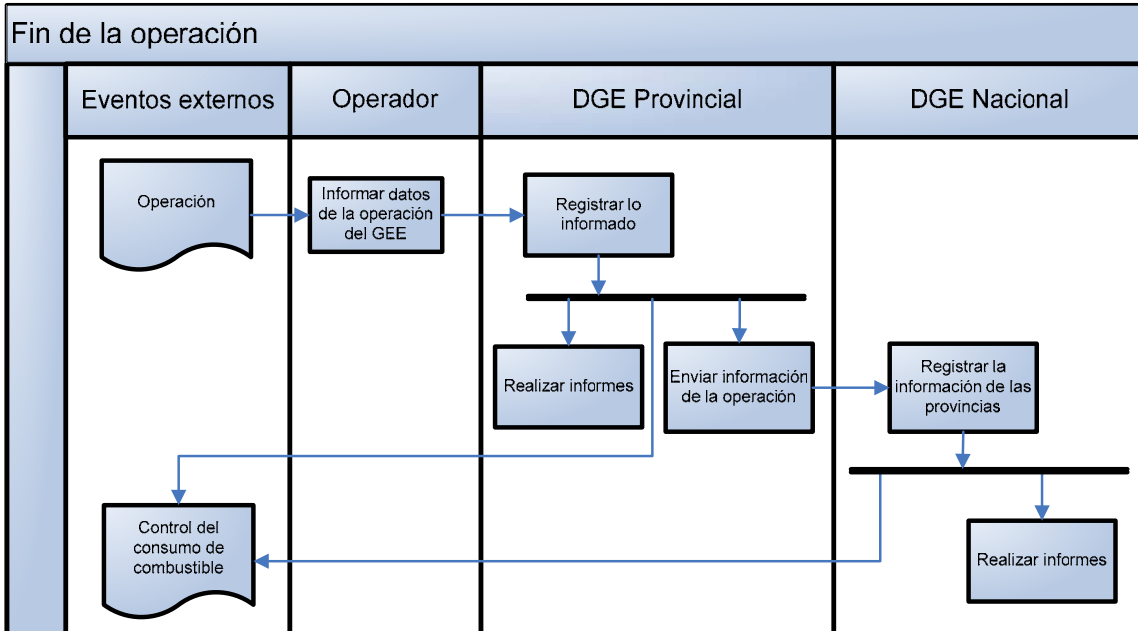 Fin de la operación
Eventos externos
Operador
DGE Provincial
DGE Nacional
Operación
Informar datos
de la operación
del GEE
Registrar lo
informado
Realizar informes
Enviar información
de la operación
Registrar la
información de las
provincias
Control del
consumo de
combustible
Realizar informes